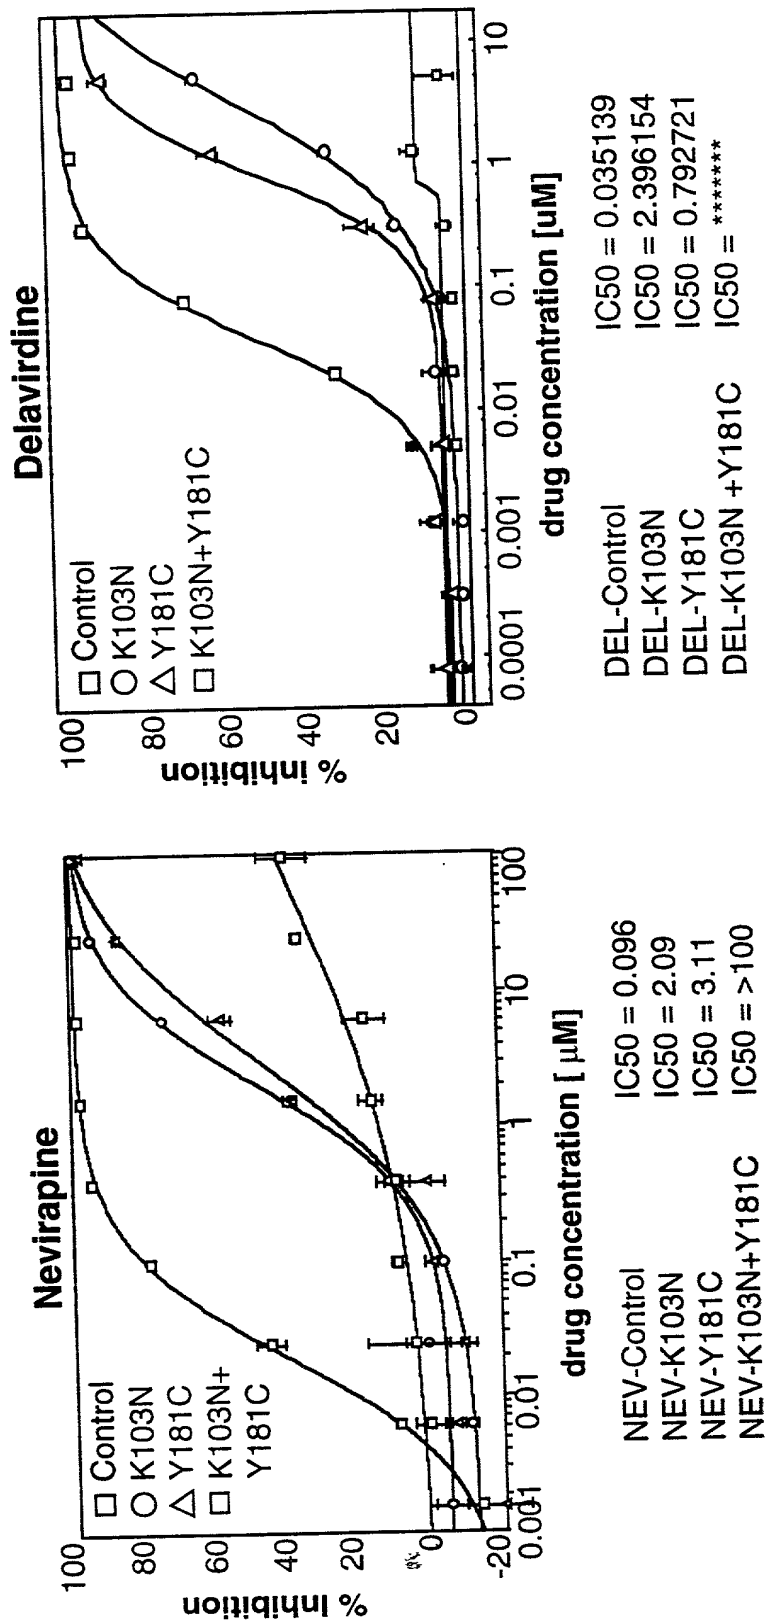 Nevirapine
% Inhibition
100
80
60
40
20
0
-20
□ Control
○ K103N
△ Y181C
□ K103N+
Y181C
0.001
0.01
0.1
1
10
100
drug concentration [ μM]
NEV-Control IC50 = 0.096
NEV-K103N IC50 = 2.09
NEV-Y181C IC50 = 3.11
NEV-K103N+Y181C IC50 = >100
Delavirdine
% inhibition
100
80
60
40
20
0
□ Control
○ K103N
△ Y181C
□ K103N+Y181C
0.0001
0.001
0.01
0.1
1
10
drug concentration [uM]
DEL-Control IC50 = 0.035139
DEL-K103N IC50 = 2.396154
DEL-Y181C IC50 = 0.792721
DEL-K103N +Y181C IC50 = *******